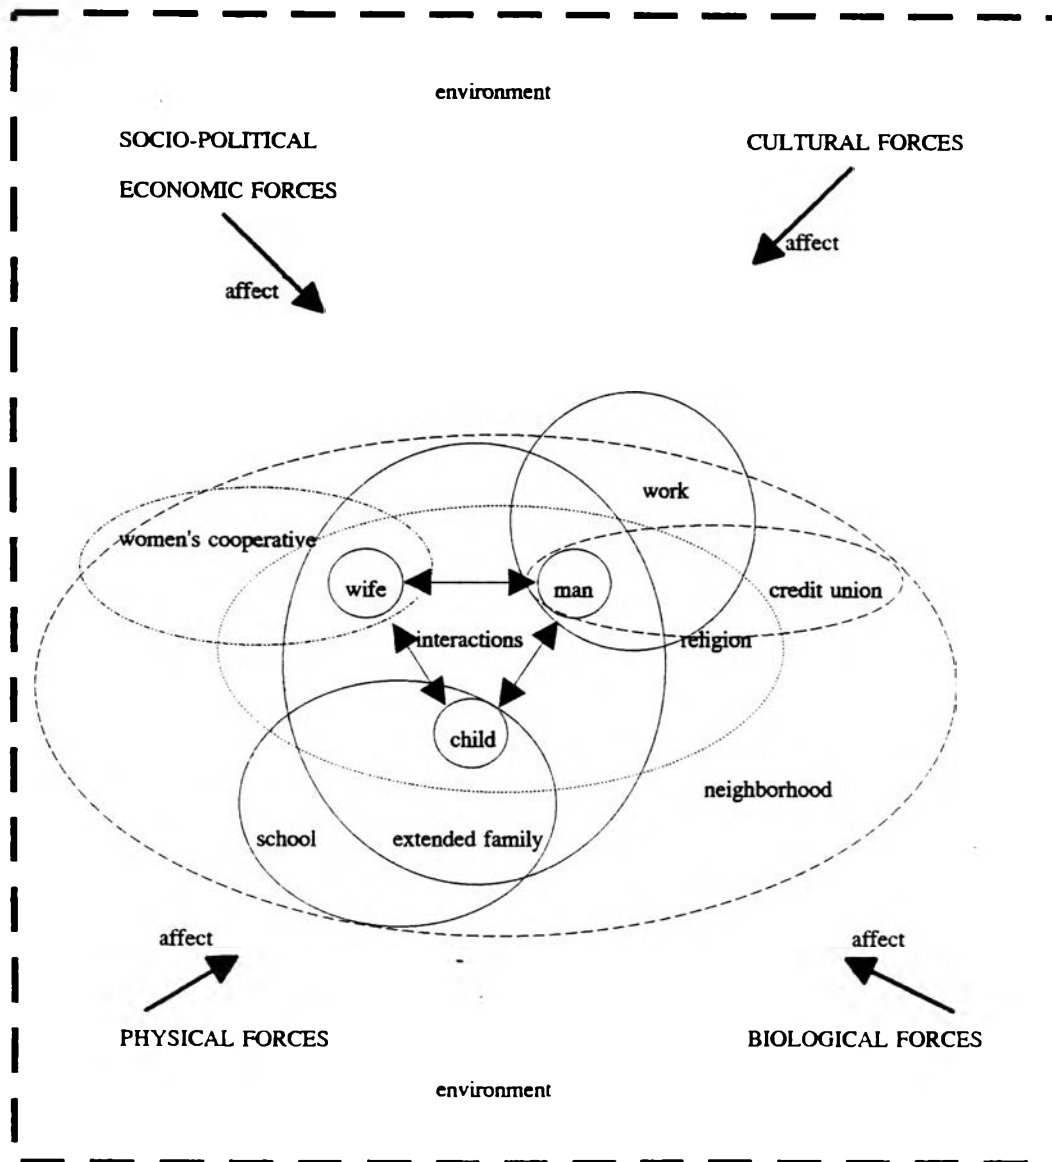 environment
SOCIO-POLITICAL
ECONOMIC FORCES
CULTURAL FORCES
affect
affect
work
women's cooperative
wife
man
credit union
interactions
religion
child
neighborhood
school
extended family
affect
affect
PHYSICAL FORCES
BIOLOGICAL FORCES
environment